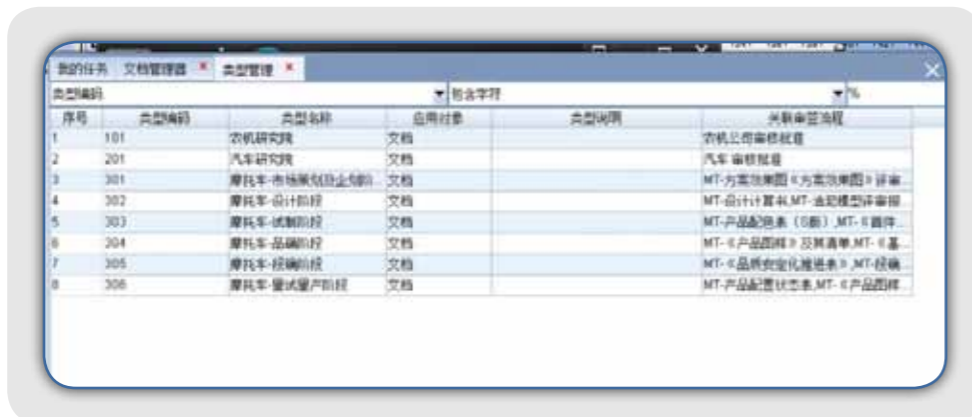 我的任务 文档管理器 × 类型管理 ×
类型编码 包含字符 %
序号 类型编码 类型名称 应用对象 类型说明 关联审签流程
1 101 农机研究院 文档 农机公司审核批准
2 201 汽车研究院 文档 汽车 审核批准
3 301 摩托车-市场策划及企划阶... 文档 MT-方案效果图《方案效果图》评审...
4 302 摩托车-设计阶段 文档 MT-设计计算书,MT-油泥模型评审报...
5 303 摩托车-试制阶段 文档 MT-产品配色表（S版）,MT-《首件...
6 304 摩托车-品确阶段 文档 MT-《产品图样》及其清单,MT-《基...
7 305 摩托车-投确阶段 文档 MT-《品质安定化推进表》,MT-投确...
8 306 摩托车-量试量产阶段 文档 MT-产品配置状态表,MT-《产品图样...